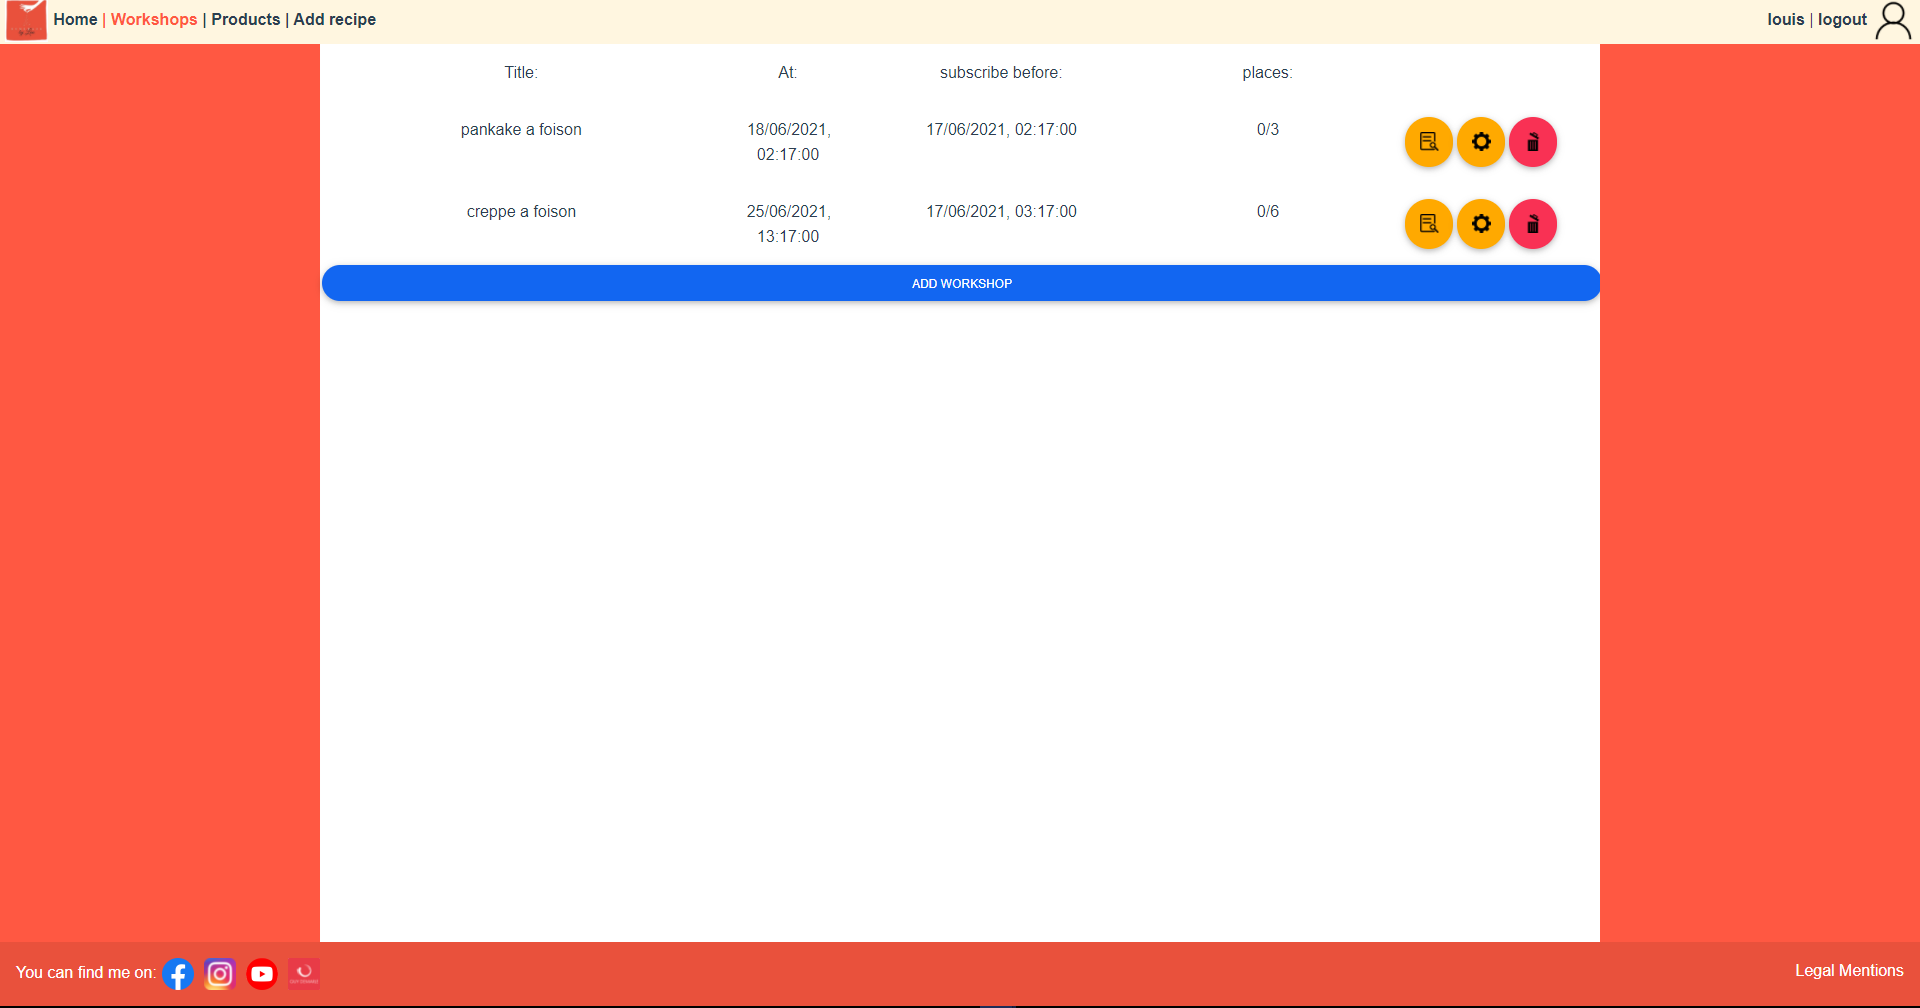 Home | Workshops | Products | Add recipe
louis | logout
Title: At: subscribe before: places:
pankake a foison 18/06/2021, 02:17:00 17/06/2021, 02:17:00 0/3
creppe a foison 25/06/2021, 13:17:00 17/06/2021, 03:17:00 0/6
ADD WORKSHOP
You can find me on:
Legal Mentions